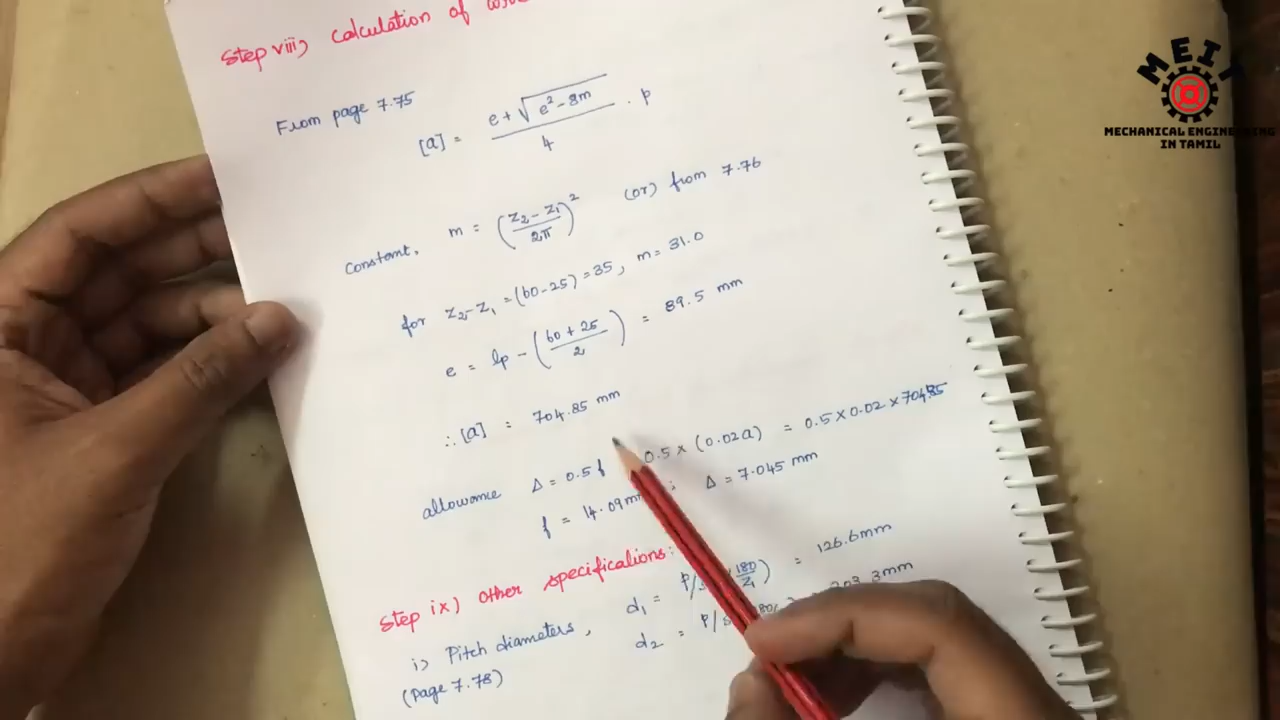 Step viii) Calculation of
From page 7.75
[a] = e + √(e² - 8m) / 4 . P
Constant, m = (Z₂ - Z₁ / 2π)² (or) from 7.76
for Z₂ - Z₁ = (60 - 25) = 35, m = 31.0
e = lp - (60 + 25 / 2) = 89.5 mm
∴ [a] = 704.85 mm
allowance Δ = 0.5 f 0.5 × (0.02a) = 0.5 × 0.02 × 704.85
f = 14.09 mm ; Δ = 7.045 mm
Step ix) Other specifications:
i) Pitch diameters, d₁ = P/ 180/Z₁) = 126.6mm
(Page 7.78) d₂ = P/
MEIT
MECHANICAL ENGINEERING
IN TAMIL